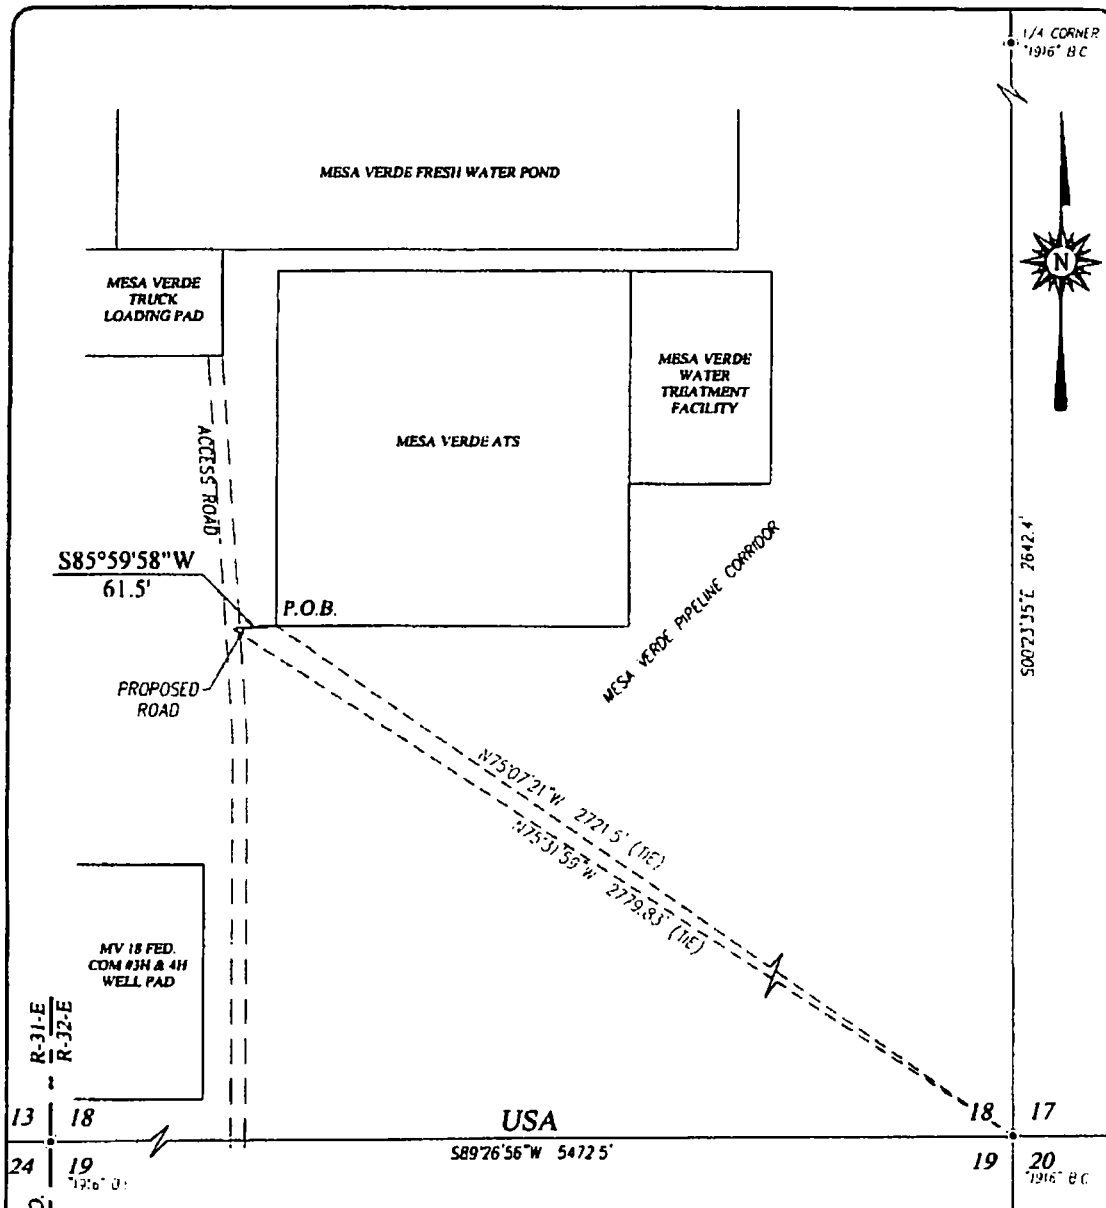 1/4 CORNER
"1916" B.C.
MESA VERDE FRESH WATER POND
MESA VERDE
TRUCK
LOADING PAD
N
MESA VERDE
WATER
TREATMENT
FACILITY
MESA VERDE ATS
ACCESS ROAD
S00°23'35"E 2642.4'
MESA VERDE PIPELINE CORRIDOR
S85°59'58"W
61.5'
P.O.B.
PROPOSED
ROAD
N75°07'21"W 2721.5' (TIE)
N75°31'59"W 2779.83' (TIE)
MV 18 FED.
COM #3H & 4H
WELL PAD
R-31-E
R-32-E
13 18
USA
18 17
S89°26'56"W 5472.5'
24 19
19 20
"1916" B.C.